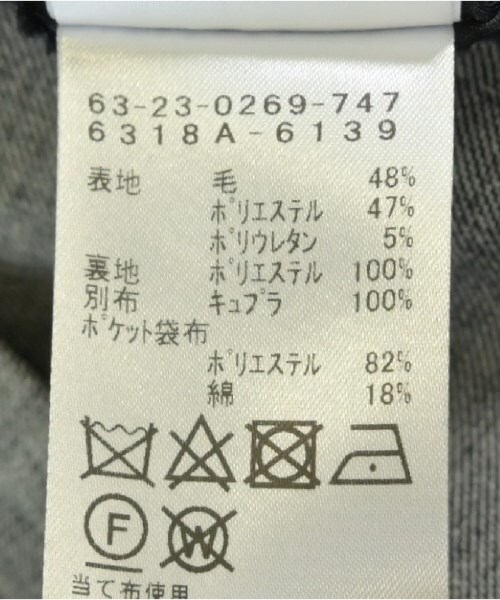 63-23-0269-747
6318A-6139
表地 毛 48%
ポリエステル 47%
ポリウレタン 5%
裏地 ポリエステル 100%
別布 キュプラ 100%
ポケット袋布
ポリエステル 82%
綿 18%
F W
当て布使用